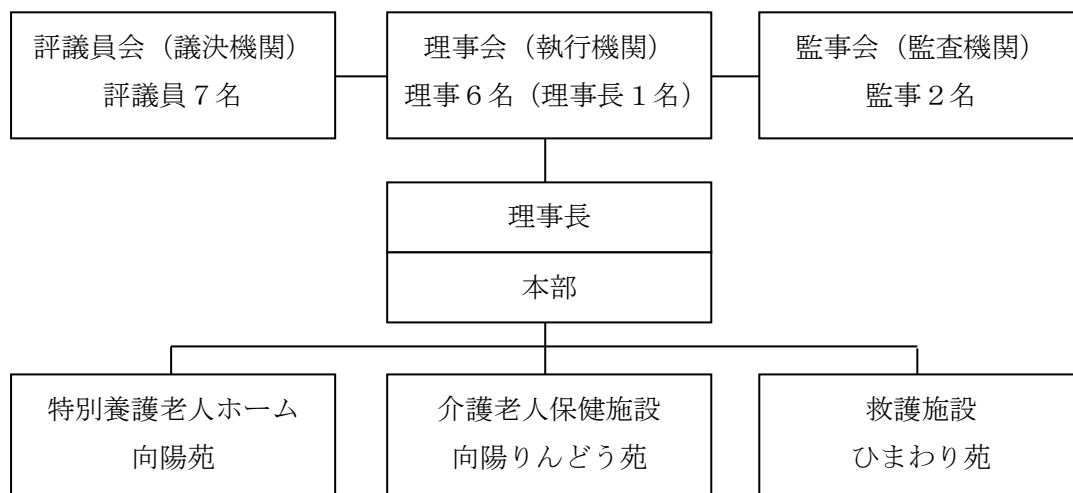 評議員会（議決機関）
評議員７名
理事会（執行機関）
理事６名（理事長１名）
監事会（監査機関）
監事２名
理事長
本部
特別養護老人ホーム
向陽苑
介護老人保健施設
向陽りんどう苑
救護施設
ひまわり苑